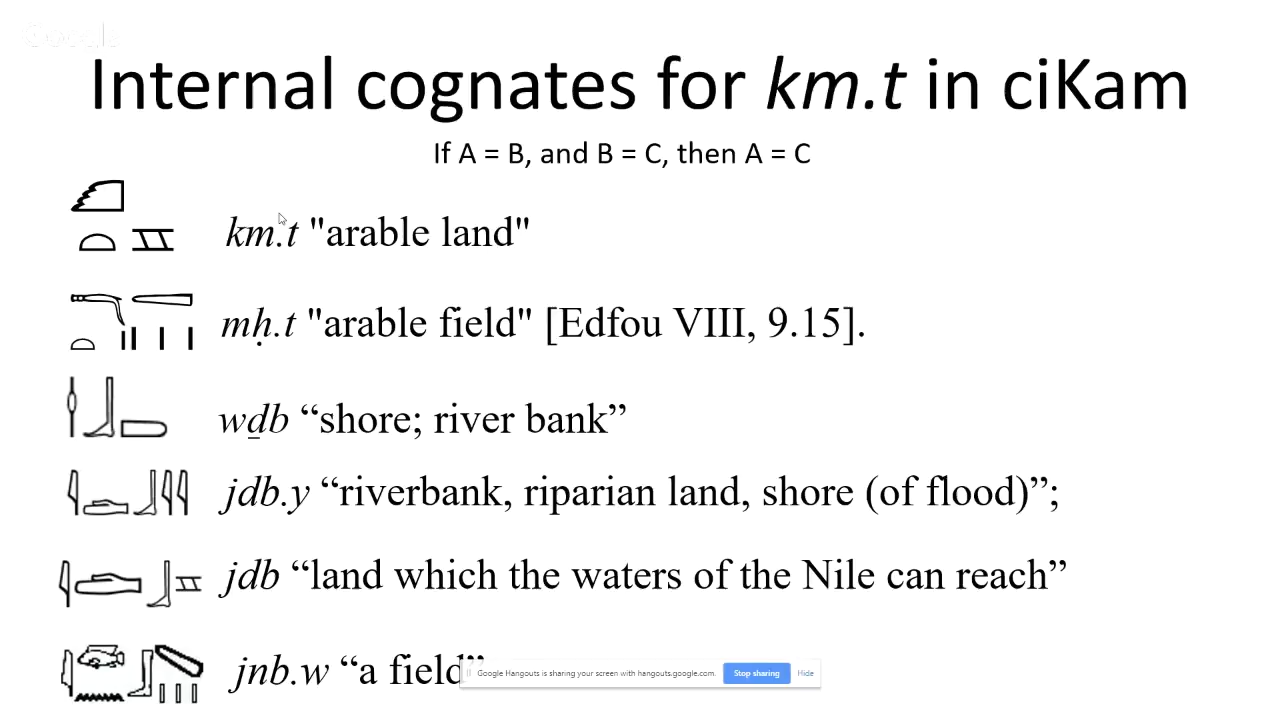 Internal cognates for km.t in ciKam
If A = B, and B = C, then A = C
km.t "arable land"
mḥ.t "arable field" [Edfou VIII, 9.15].
wḏb “shore; river bank”
jdb.y “riverbank, riparian land, shore (of flood)”;
jdb “land which the waters of the Nile can reach”
jnb.w “a field”
Google Hangouts is sharing your screen with hangouts.google.com. Stop sharing Hide